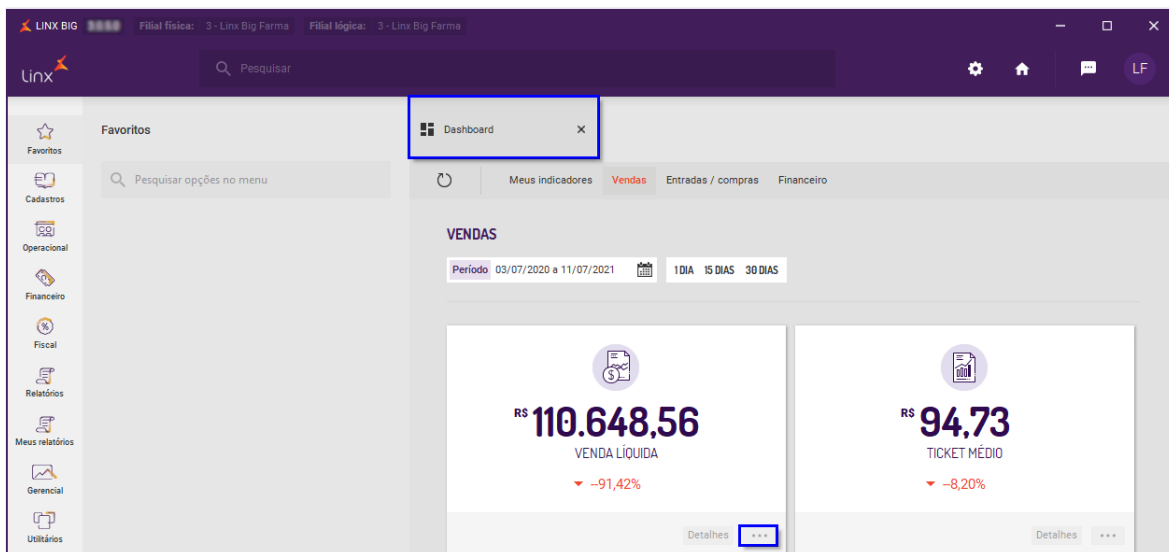 LINX BIG Filial física: 3 - Linx Big Farma Filial lógica: 3 - Linx Big Farma
Linx Pesquisar LF
Favoritos
Cadastros
Operacional
Financeiro
Fiscal
Relatórios
Meus relatórios
Gerencial
Utilitários
Favoritos
Pesquisar opções no menu
Dashboard
Meus indicadores Vendas Entradas / compras Financeiro
VENDAS
Período 03/07/2020 a 11/07/2021 1 DIA 15 DIAS 30 DIAS
R$ 110.648,56
VENDA LÍQUIDA
–91,42%
Detalhes ...
R$ 94,73
TICKET MÉDIO
–8,20%
Detalhes ...